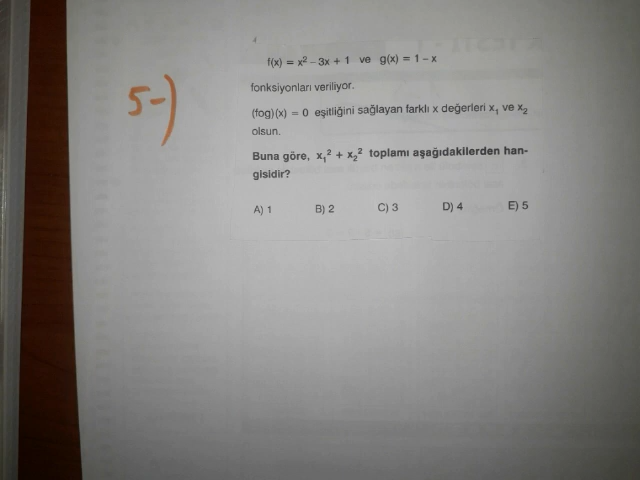 f(x) = x² – 3x + 1 ve g(x) = 1 – x
5-)
fonksiyonları veriliyor.
(fog)(x) = 0 eşitliğini sağlayan farklı x değerleri x₁ ve x₂
olsun.
Buna göre, x₁² + x₂² toplamı aşağıdakilerden han-
gisidir?
A) 1 B) 2 C) 3 D) 4 E) 5